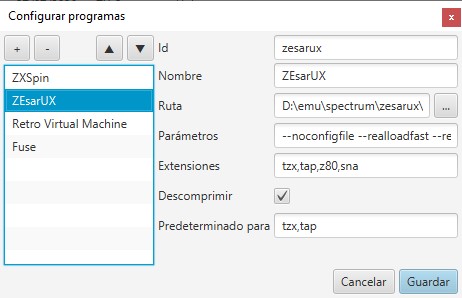 Configurar programas
x
+ - ▲ ▼
ZXSpin
ZEsarUX
Retro Virtual Machine
Fuse
Id zesarux
Nombre ZEsarUX
Ruta D:\emu\spectrum\zesarux\ ...
Parámetros --noconfigfile --realloadfast --re
Extensiones tzx,tap,z80,sna
Descomprimir
Predeterminado para tzx,tap
Cancelar Guardar